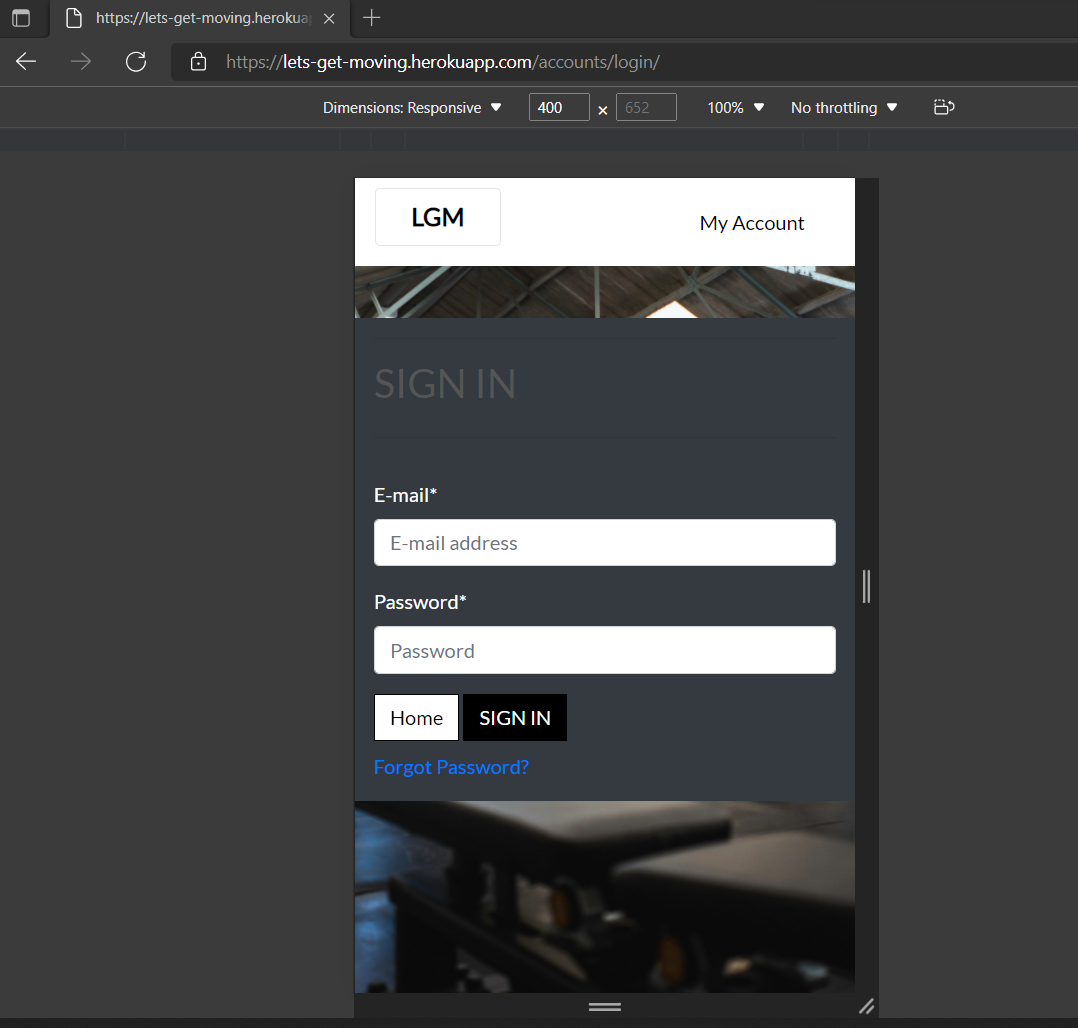 https://lets-get-moving.herokuap
https://lets-get-moving.herokuapp.com/accounts/login/
Dimensions: Responsive 400 × 652 100% No throttling
LGM My Account
SIGN IN
E-mail*
E-mail address
Password*
Password
Home SIGN IN
Forgot Password?